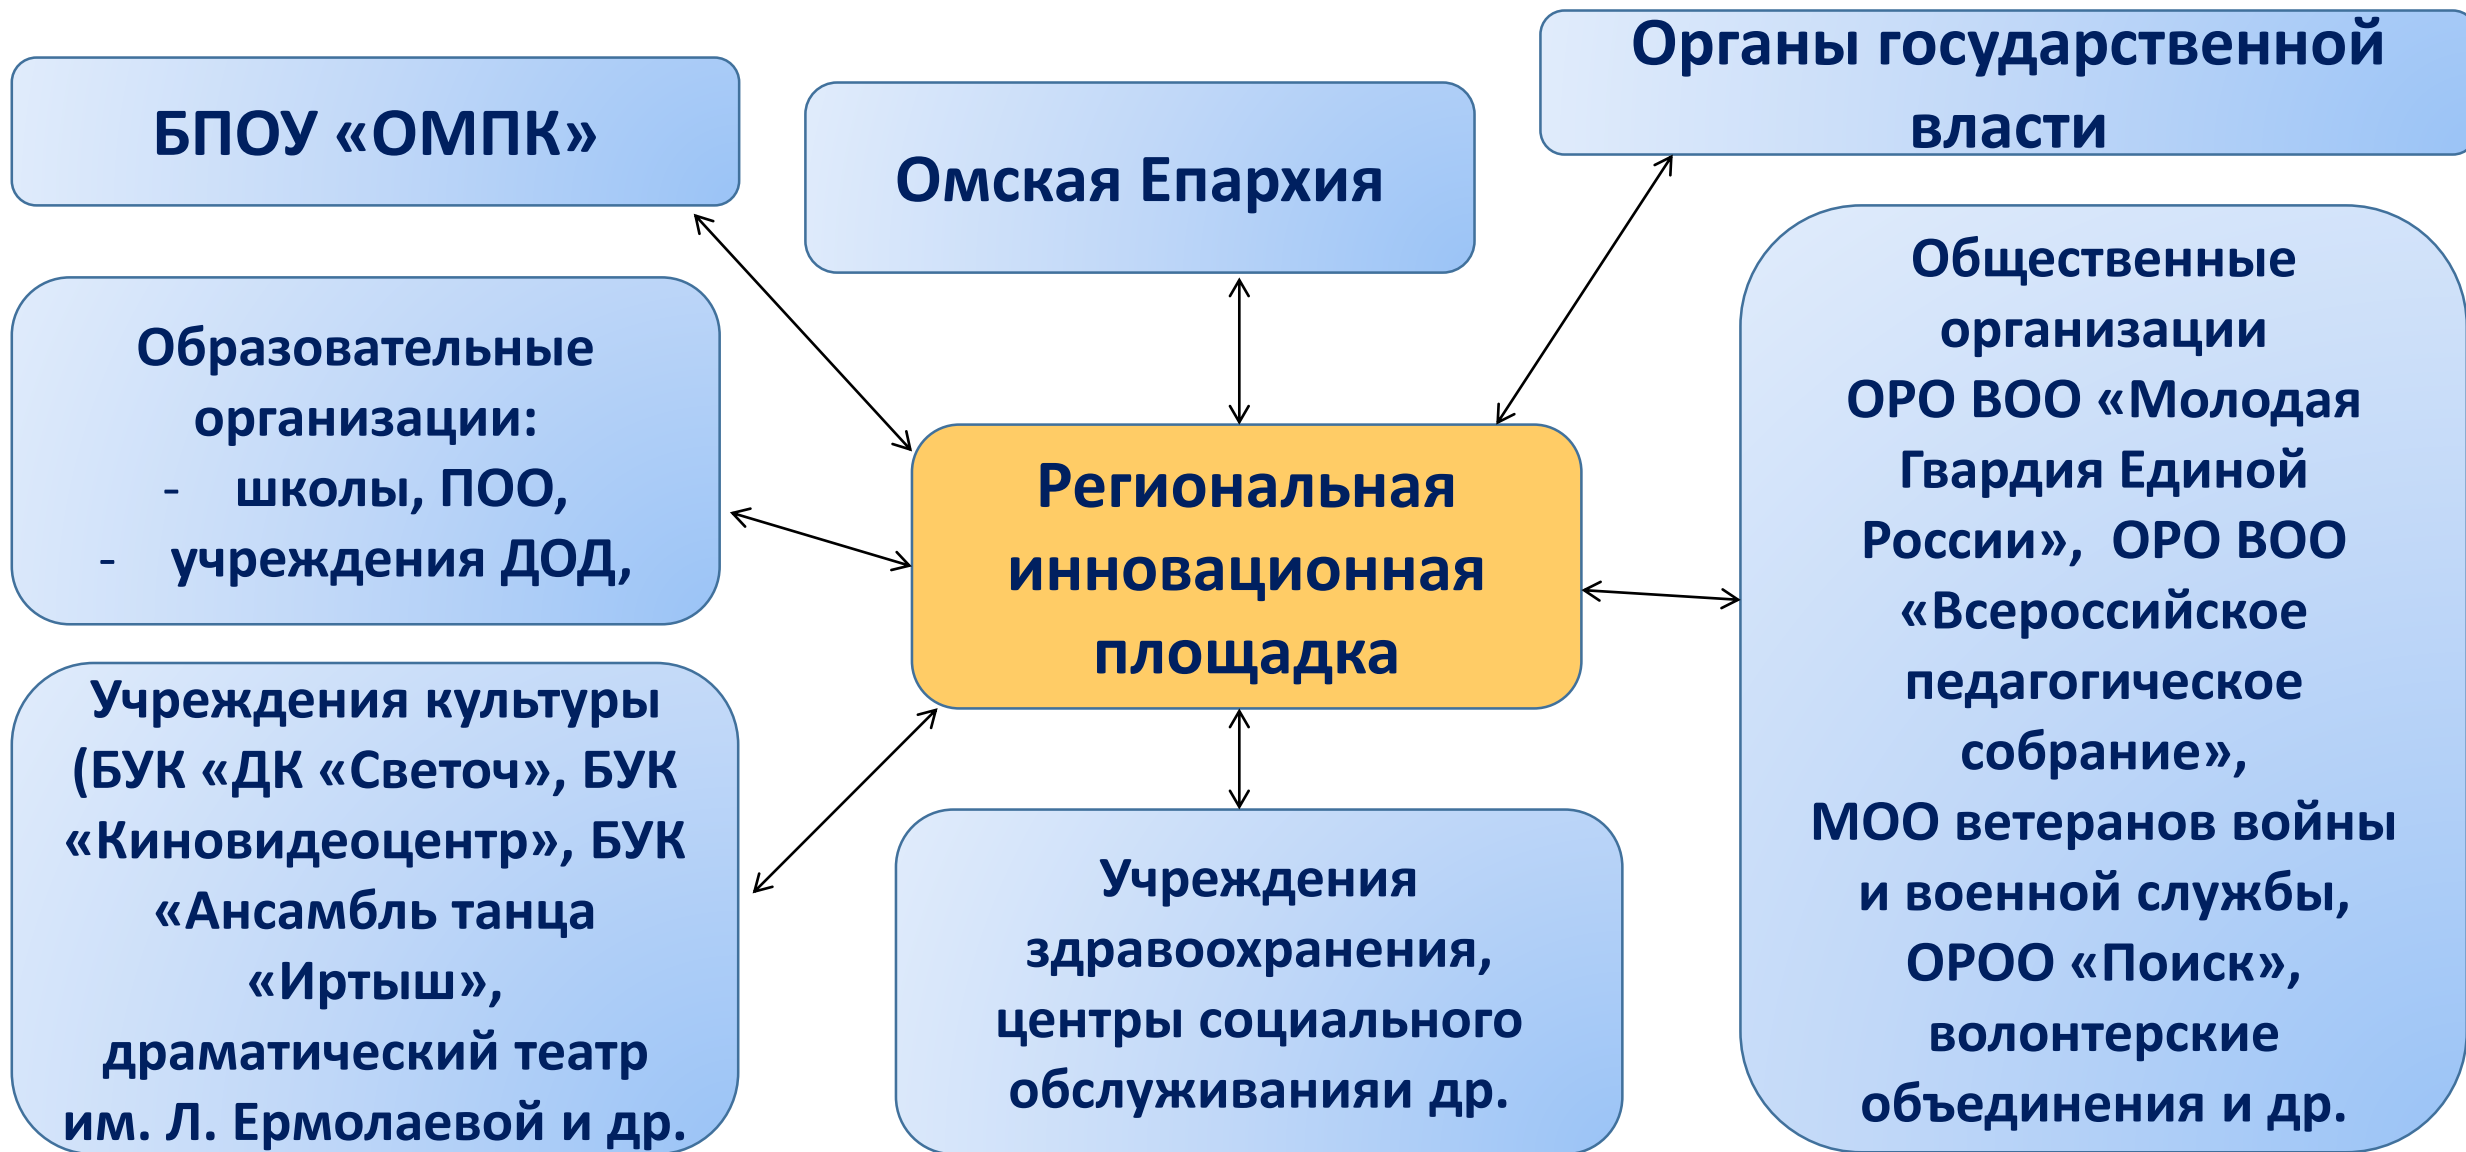 БПОУ «ОМПК»
Омская Епархия
Органы государственной
власти
Образовательные
организации:
- школы, ПОО,
- учреждения ДОД,
Региональная
инновационная
площадка
Общественные
организации
ОРО ВОО «Молодая
Гвардия Единой
России», ОРО ВОО
«Всероссийское
педагогическое
собрание»,
МОО ветеранов войны
и военной службы,
ОРОО «Поиск»,
волонтерские
объединения и др.
Учреждения культуры
(БУК «ДК «Светоч», БУК
«Киновидеоцентр», БУК
«Ансамбль танца
«Иртыш»,
драматический театр
им. Л. Ермолаевой и др.
Учреждения
здравоохранения,
центры социального
обслуживанияи др.